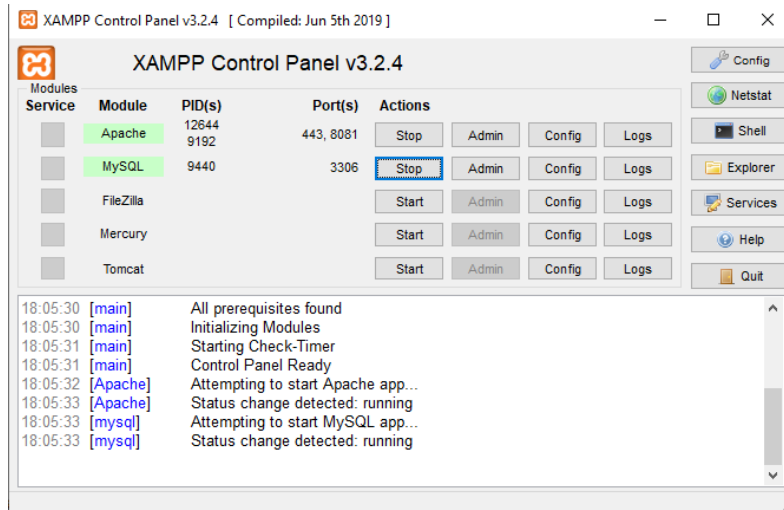 XAMPP Control Panel v3.2.4 [ Compiled: Jun 5th 2019 ]
XAMPP Control Panel v3.2.4
Config
Modules
Service Module PID(s) Port(s) Actions
Netstat
Apache 12644 9192 443, 8081 Stop Admin Config Logs
Shell
MySQL 9440 3306 Stop Admin Config Logs
Explorer
FileZilla Start Admin Config Logs
Services
Mercury Start Admin Config Logs
Help
Tomcat Start Admin Config Logs
Quit
18:05:30 [main] All prerequisites found
18:05:30 [main] Initializing Modules
18:05:31 [main] Starting Check-Timer
18:05:31 [main] Control Panel Ready
18:05:32 [Apache] Attempting to start Apache app...
18:05:33 [Apache] Status change detected: running
18:05:33 [mysql] Attempting to start MySQL app...
18:05:33 [mysql] Status change detected: running